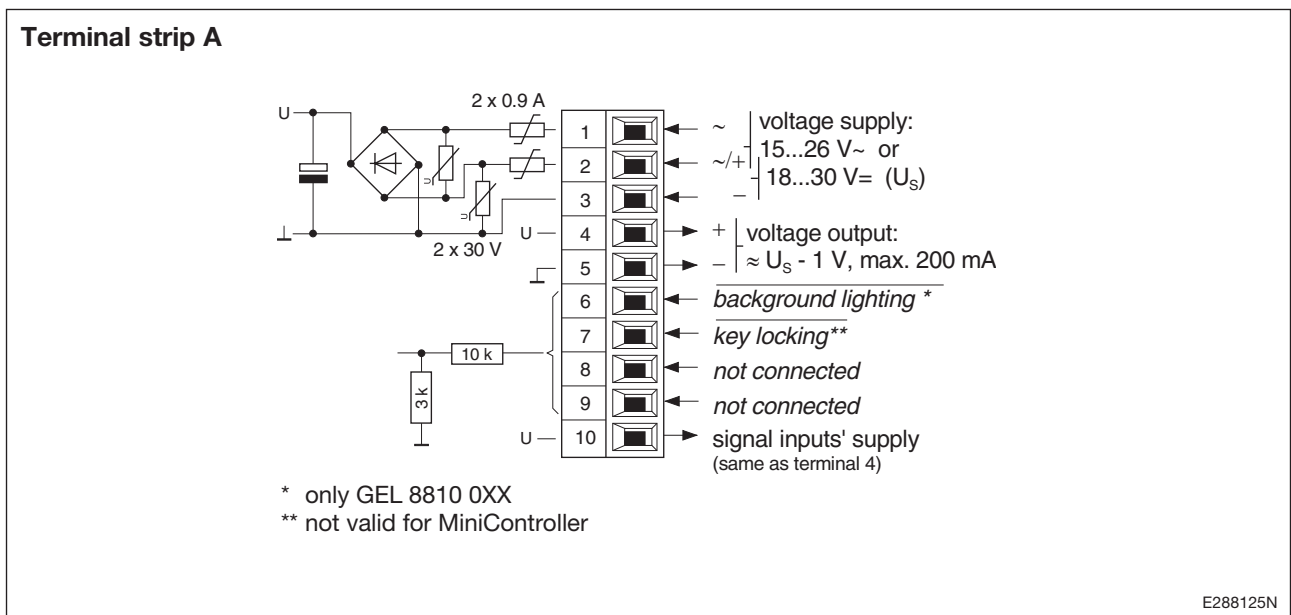 Terminal strip A
2 x 0.9 A
U
U
U
2 x 30 V
1 ~ voltage supply:
2 ~/+ 15...26 V~ or
3 – 18...30 V= (US)
U 4 + voltage output:
5 – ≈ US - 1 V, max. 200 mA
6 background lighting *
7 key locking**
10 k
8 not connected
3 k
9 not connected
U 10 signal inputs' supply
(same as terminal 4)
* only GEL 8810 0XX
** not valid for MiniController
E288125N